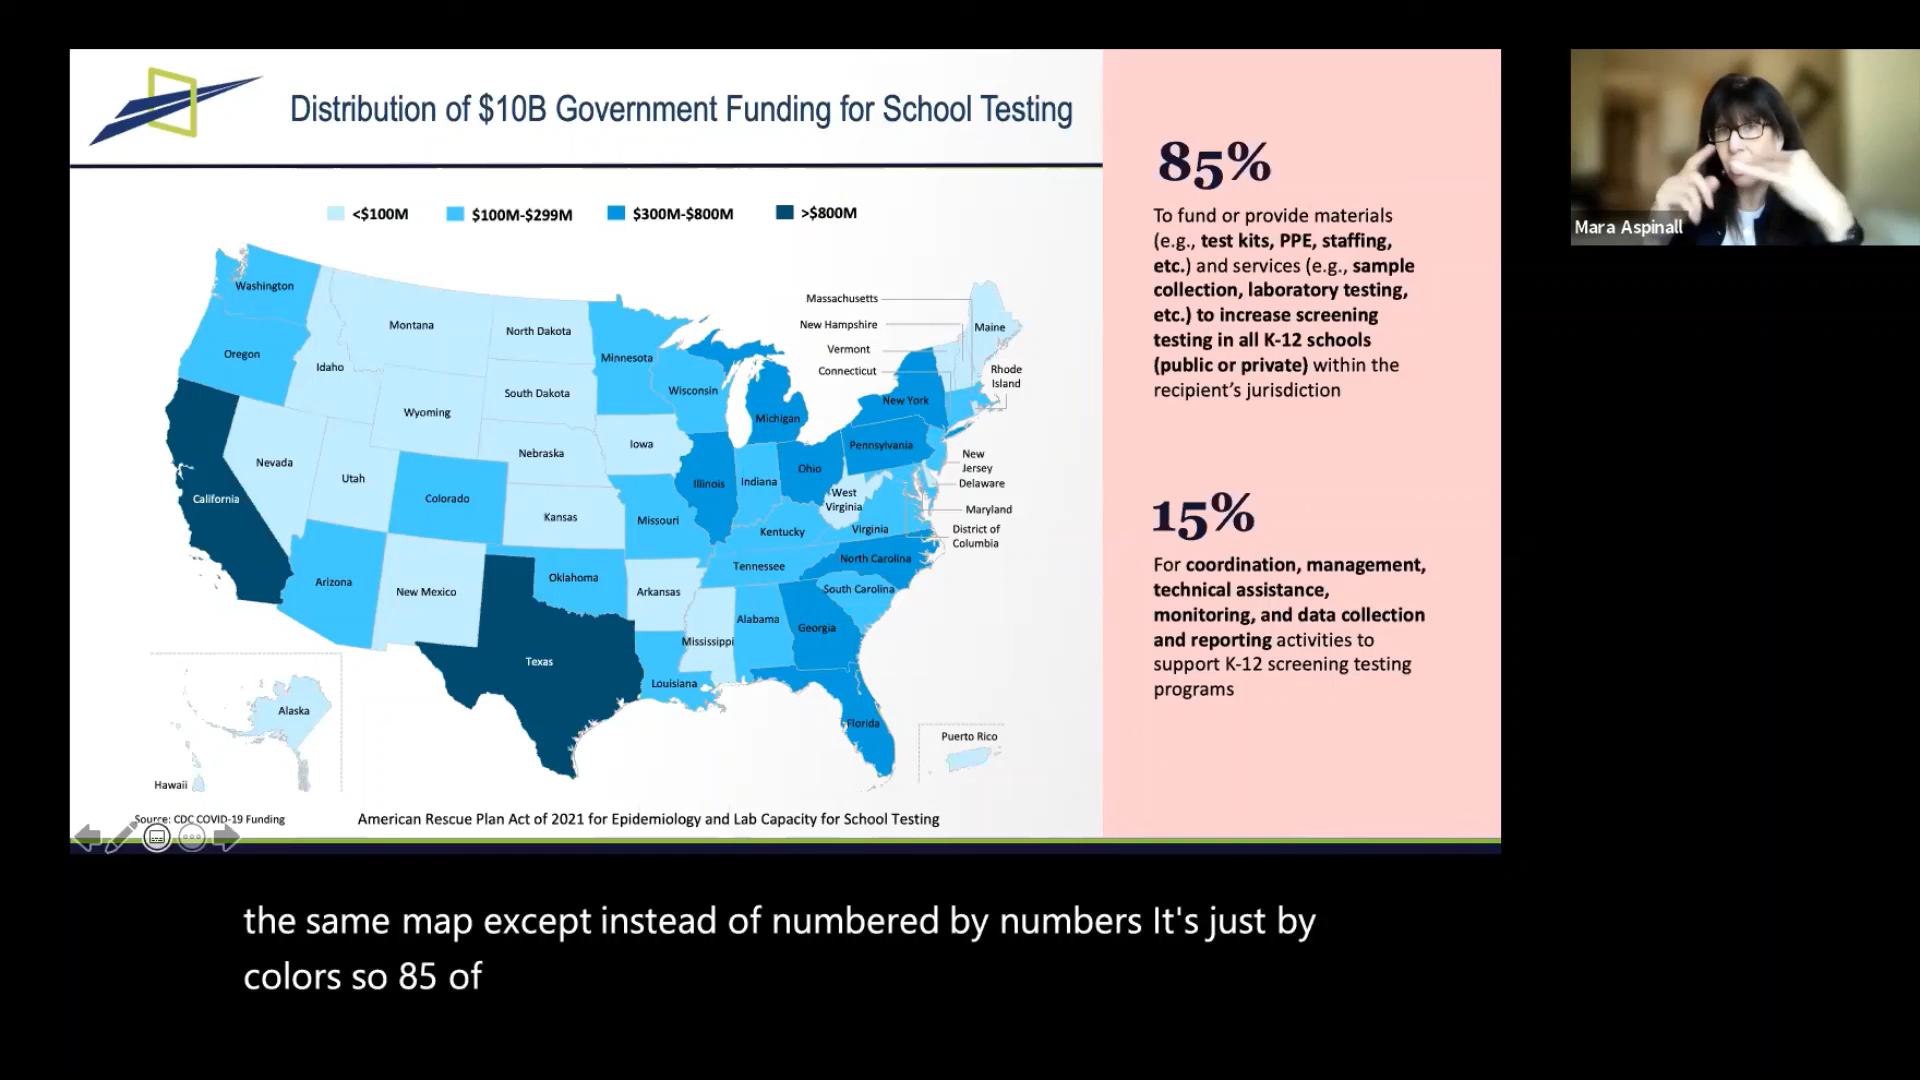 Distribution of $10B Government Funding for School Testing
<$100M
$100M-$299M
$300M-$800M
>$800M
Washington
Oregon
California
Nevada
Idaho
Montana
Wyoming
Utah
Colorado
Arizona
New Mexico
North Dakota
South Dakota
Nebraska
Kansas
Oklahoma
Texas
Minnesota
Iowa
Missouri
Arkansas
Louisiana
Wisconsin
Illinois
Michigan
Indiana
Ohio
Kentucky
Tennessee
Mississippi
Alabama
Georgia
Florida
South Carolina
North Carolina
Virginia
West
Virginia
Pennsylvania
New York
Massachusetts
New Hampshire
Vermont
Connecticut
Maine
Rhode
Island
New
Jersey
Delaware
Maryland
District of
Columbia
Alaska
Hawaii
Puerto Rico
Source: CDC COVID-19 Funding
American Rescue Plan Act of 2021 for Epidemiology and Lab Capacity for School Testing
85%
To fund or provide materials
(e.g., test kits, PPE, staffing,
etc.) and services (e.g., sample
collection, laboratory testing,
etc.) to increase screening
testing in all K-12 schools
(public or private) within the
recipient's jurisdiction
15%
For coordination, management,
technical assistance,
monitoring, and data collection
and reporting activities to
support K-12 screening testing
programs
Mara Aspinall
the same map except instead of numbered by numbers It's just by
colors so 85 of